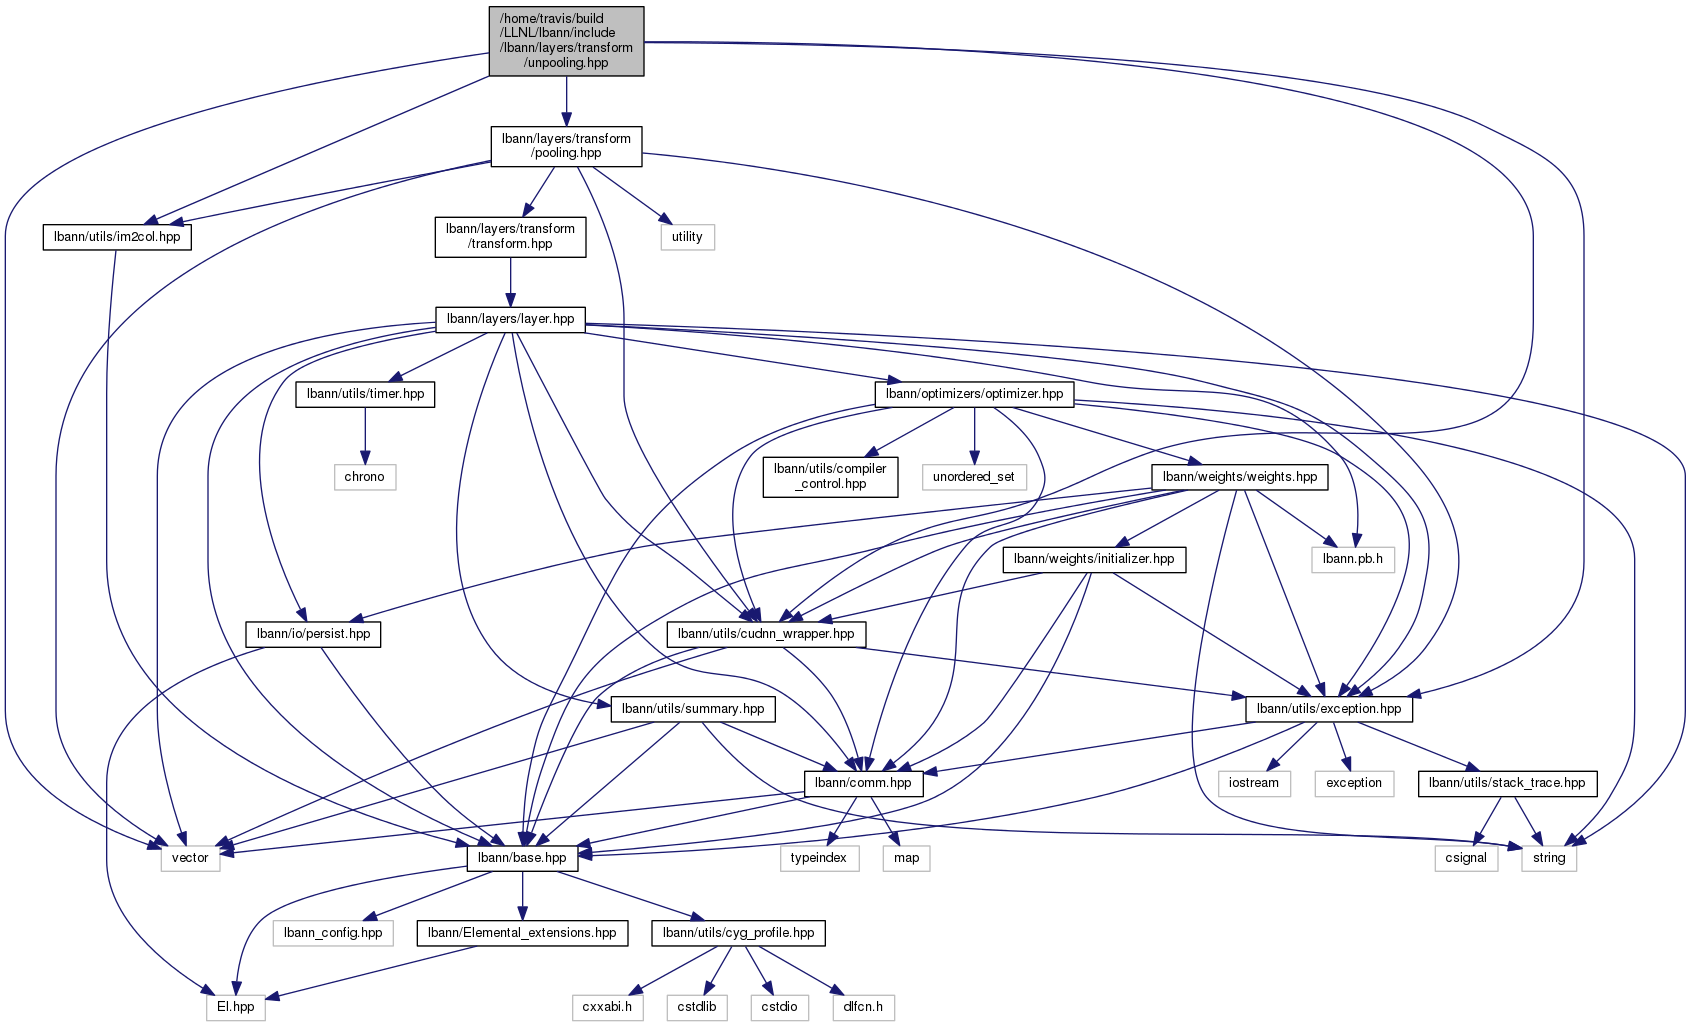 /home/travis/build
/LLNL/lbann/include
/lbann/layers/transform
/unpooling.hpp
lbann/layers/transform
/pooling.hpp
lbann/utils/im2col.hpp
lbann/layers/transform
/transform.hpp
utility
lbann/layers/layer.hpp
lbann/utils/timer.hpp
lbann/optimizers/optimizer.hpp
chrono
lbann/utils/compiler
_control.hpp
unordered_set
lbann/weights/weights.hpp
lbann/weights/initializer.hpp
lbann.pb.h
lbann/io/persist.hpp
lbann/utils/cudnn_wrapper.hpp
lbann/utils/summary.hpp
lbann/utils/exception.hpp
lbann/comm.hpp
iostream
exception
lbann/utils/stack_trace.hpp
vector
lbann/base.hpp
typeindex
map
csignal
string
lbann_config.hpp
lbann/Elemental_extensions.hpp
lbann/utils/cyg_profile.hpp
El.hpp
cxxabi.h
cstdlib
cstdio
dlfcn.h